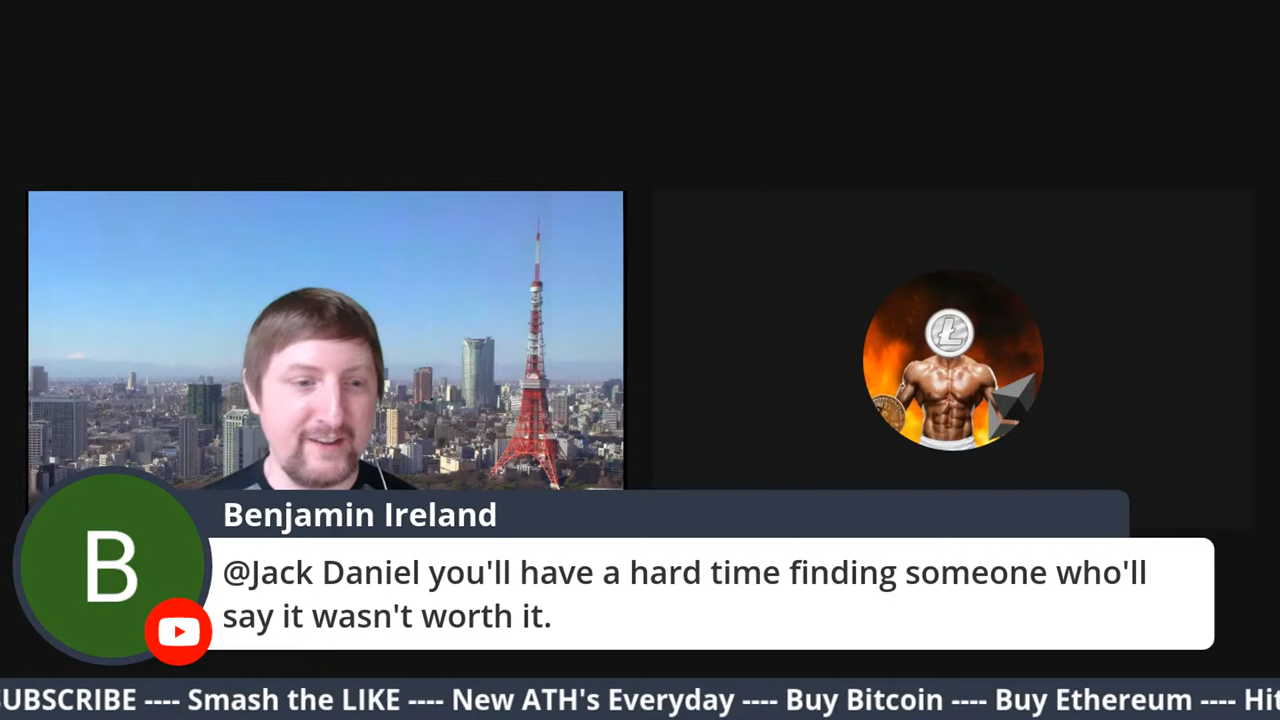 B
Benjamin Ireland
@Jack Daniel you'll have a hard time finding someone who'll
say it wasn't worth it.
SUBSCRIBE ---- Smash the LIKE ---- New ATH's Everyday ---- Buy Bitcoin ---- Buy Ethereum ---- Hit